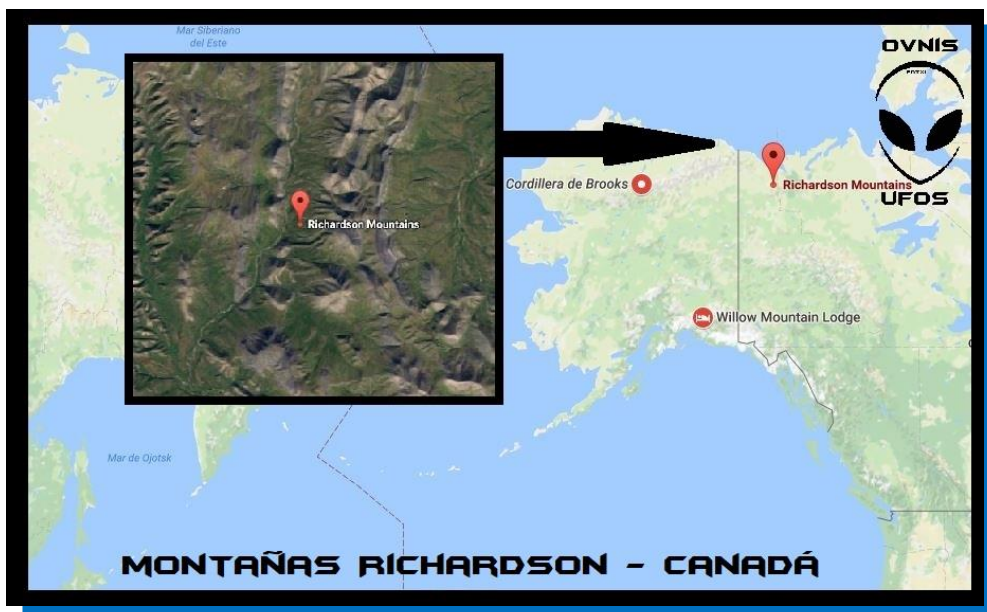 Mar Siberiano
del Este
OVNIS
Cordillera de Brooks
Richardson Mountains
UFOS
Richardson Mountains
Willow Mountain Lodge
Mar de Ojotsk
MONTAÑAS RICHARDSON - CANADÁ